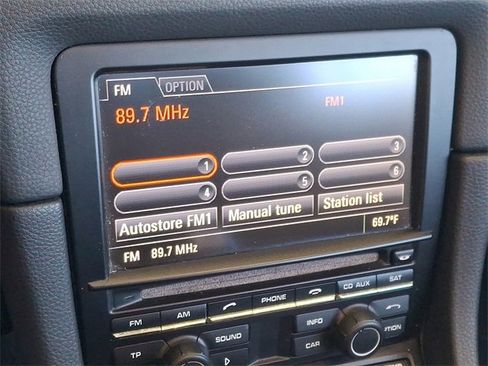 FM OPTION
89.7 MHz FM1
1 2 3
4 5 6
Autostore FM1 Manual tune Station list
FM 89.7 MHz 69.7°F
FM AM PHONE CD AUX SAT
TP SOUND INFO OPTION
CAR